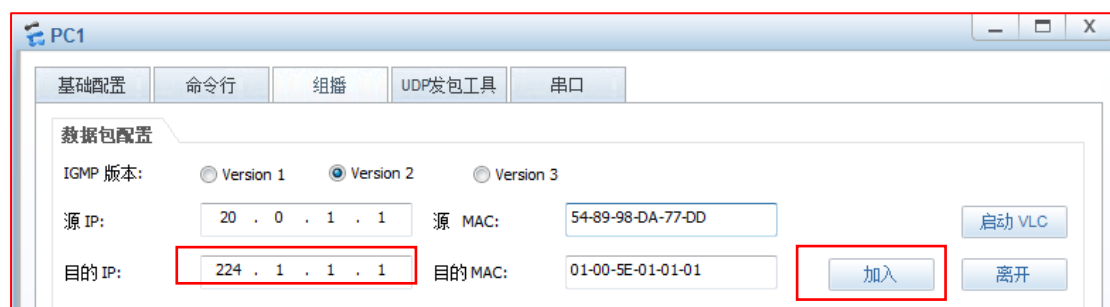 PC1
基础配置 命令行 组播 UDP发包工具 串口
数据包配置
IGMP 版本: Version 1 Version 2 Version 3
源 IP: 20 . 0 . 1 . 1 源 MAC: 54-89-98-DA-77-DD 启动 VLC
目的 IP: 224 . 1 . 1 . 1 目的 MAC: 01-00-5E-01-01-01 加入 离开